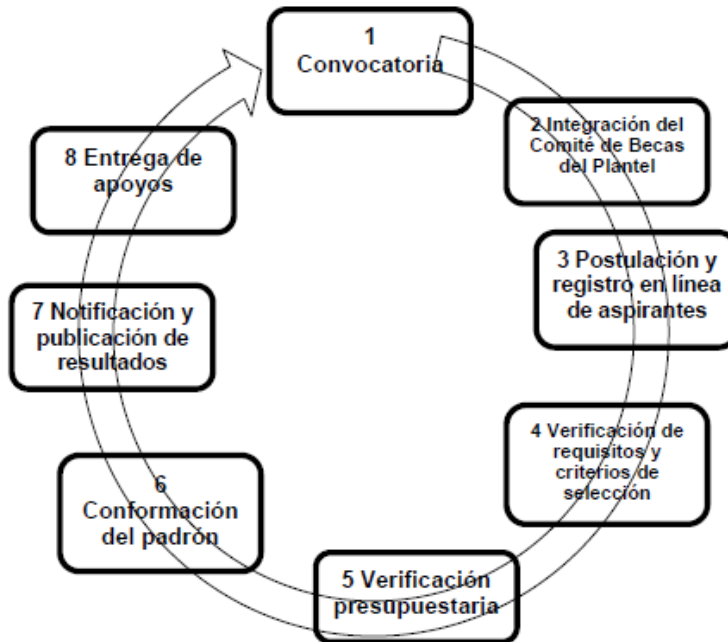 1
Convocatoria
2 Integración del
Comité de Becas
del Plantel
3 Postulación y
registro en línea
de aspirantes
4 Verificación de
requisitos y
criterios de
selección
5 Verificación
presupuestaria
6
Conformación
del padrón
7 Notificación y
publicación de
resultados
8 Entrega de
apoyos